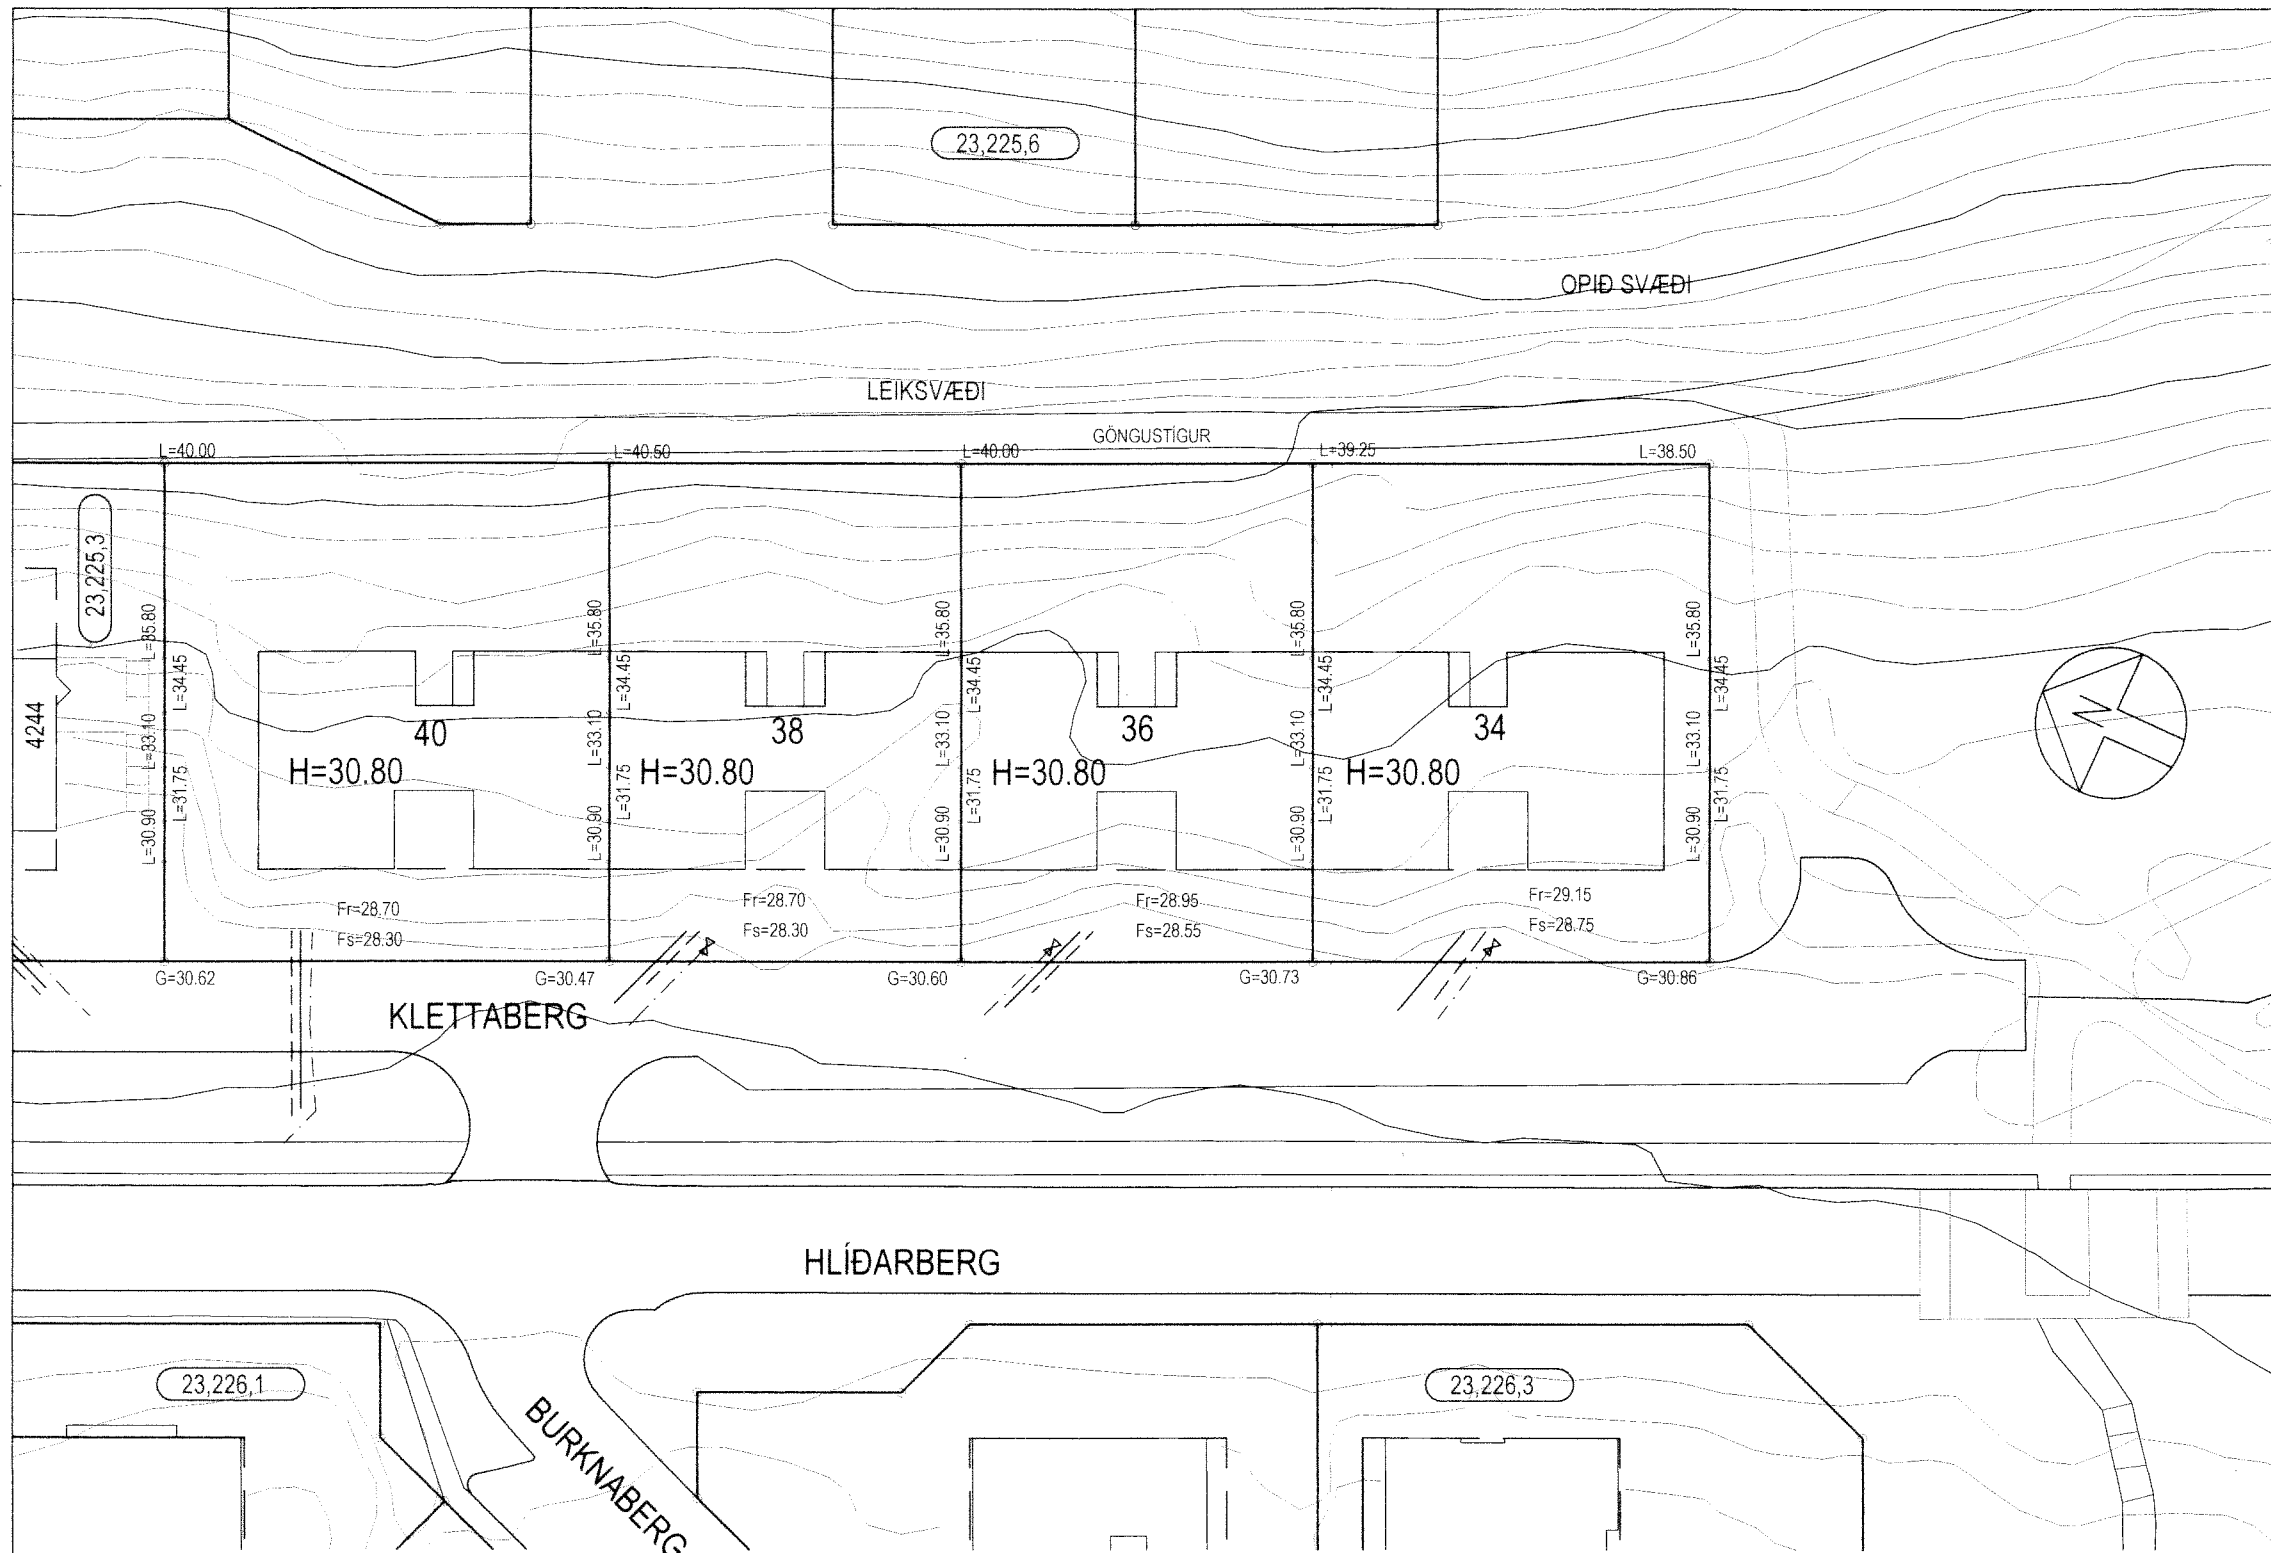 23,225,6
OPIÐ SVÆÐI
LEIKSVÆÐI
GÖNGUSTÍGUR
L=40.00
L=40.50
L=40.00
L=39.25
L=38.50
23,225,3
4244
L=35.80
L=34.45
L=33.10
L=31.75
L=30.90
L=35.80
L=34.45
L=33.10
L=31.75
L=30.90
L=35.80
L=34.45
L=33.10
L=31.75
L=30.90
L=35.80
L=34.45
L=33.10
L=31.75
L=30.90
L=35.80
L=34.45
L=33.10
L=31.75
L=30.90
40
38
36
34
H=30.80
H=30.80
H=30.80
H=30.80
N
Fr=28.70
Fs=28.30
Fr=28.70
Fs=28.30
Fr=28.95
Fs=28.55
Fr=29.15
Fs=28.75
G=30.62
G=30.47
G=30.60
G=30.73
G=30.86
KLETTABERG
HLÍÐARBERG
23,226,1
BURKNABERG
23,226,3